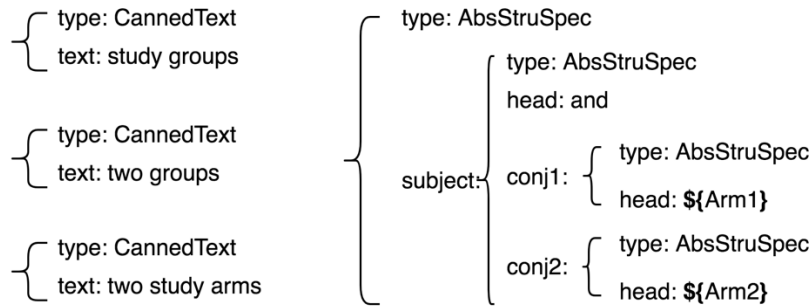 type: CannedText
text: study groups
type: CannedText
text: two groups
type: CannedText
text: two study arms
type: AbsStruSpec
subject:
type: AbsStruSpec
head: and
conj1:
type: AbsStruSpec
head: ${Arm1}
conj2:
type: AbsStruSpec
head: ${Arm2}